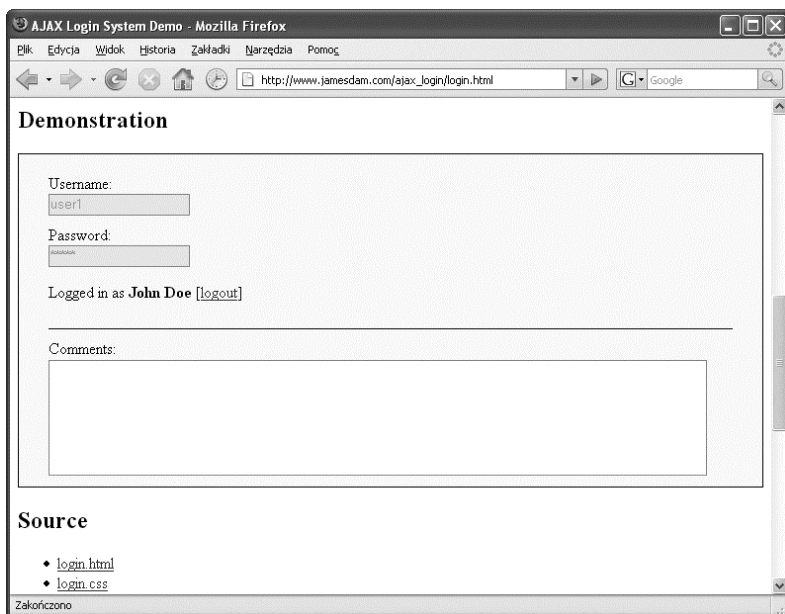 AJAX Login System Demo - Mozilla Firefox
Plik Edycja Widok Historia Zakładki Narzędzia Pomoc
http://www.jamesdam.com/ajax_login/login.html G Google
Demonstration
Username:
user1
Password:
*****
Logged in as John Doe [logout]
Comments:
Source
login.html
login.css
Zakończono